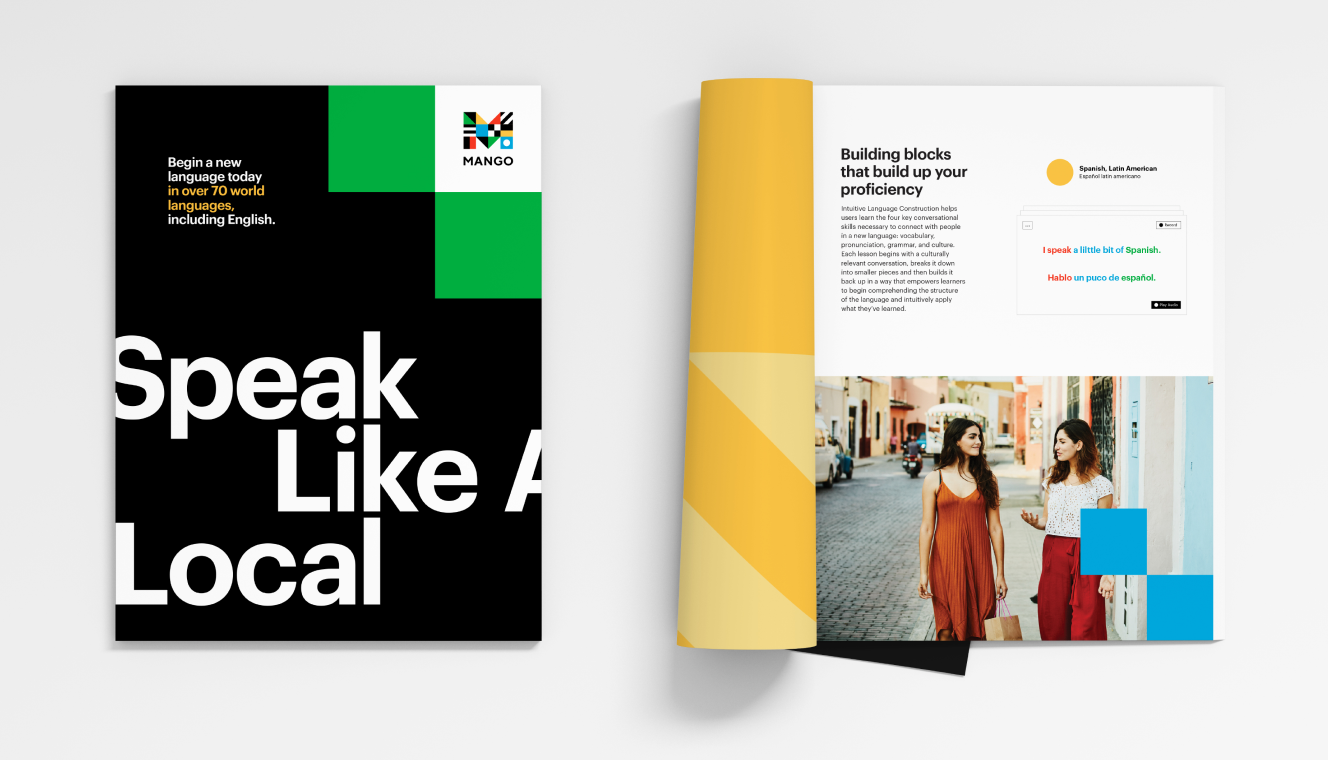 Begin a new
language today
in over 70 world
languages,
including English.
MANGO
Speak
Like A
Local
Building blocks
that build up your
proficiency
Intuitive Language Construction helps
users learn the four key conversational
skills necessary to connect with people
in a new language: vocabulary,
pronunciation, grammar, and culture.
Each lesson begins with a culturally
relevant conversation, breaks it down
into smaller pieces and then builds it
back up in a way that empowers learners
to begin comprehending the structure
of the language and intuitively apply
what they've learned.
Spanish, Latin American
Español latin americano
Record
I speak a lilttle bit of Spanish.
Hablo un puco de español.
Play Audio